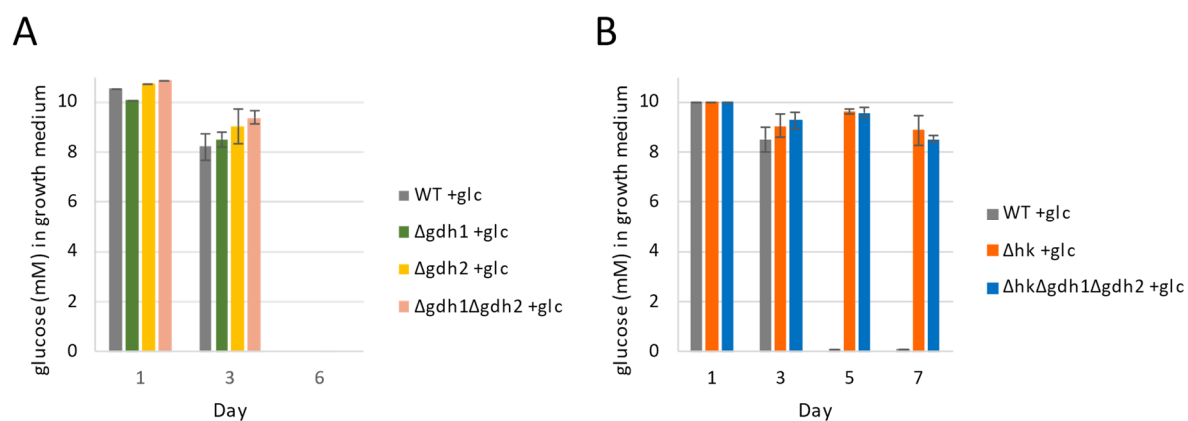 A
glucose (mM) in growth medium
10
8
6
4
2
0
1
3
6
Day
WT +glc
Δgdh1 +glc
Δgdh2 +glc
Δgdh1Δgdh2 +glc
B
glucose (mM) in growth medium
10
8
6
4
2
0
1
3
5
7
Day
WT +glc
Δhk +glc
ΔhkΔgdh1Δgdh2 +glc